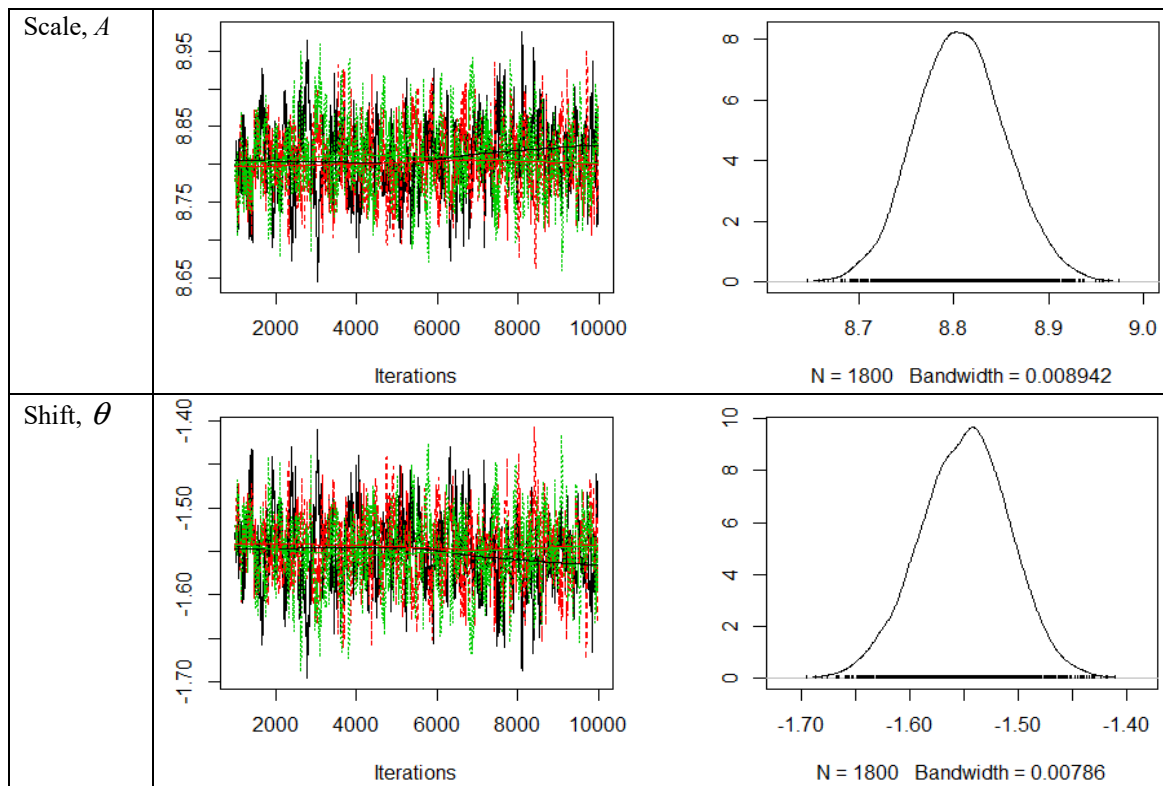 Scale, A
8.65 8.75 8.85 8.95
2000 4000 6000 8000 10000
Iterations
0 2 4 6 8
8.7 8.8 8.9 9.0
N = 1800 Bandwidth = 0.008942
Shift, θ
-1.70 -1.60 -1.50 -1.40
2000 4000 6000 8000 10000
Iterations
0 2 4 6 8 10
-1.70 -1.60 -1.50 -1.40
N = 1800 Bandwidth = 0.00786